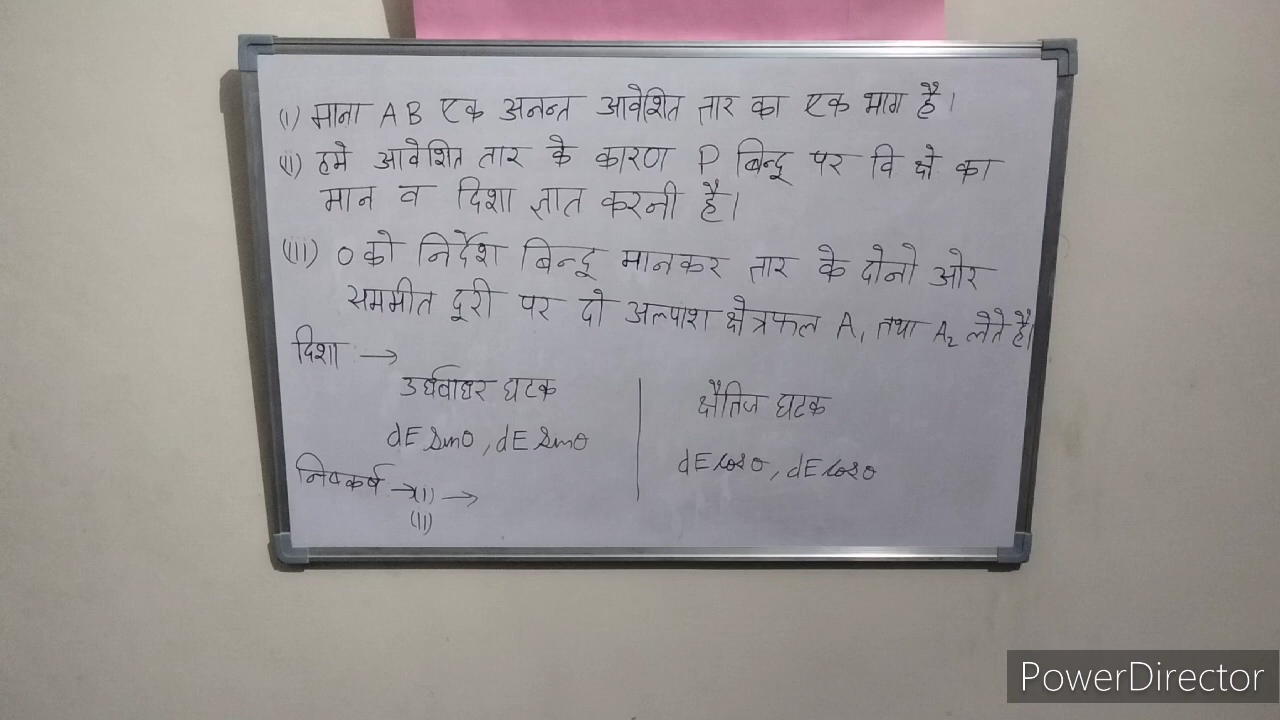 (i) माना AB एक अनन्त आवेशित तार का एक भाग है।
(ii) हमे आवेशित तार के कारण P बिन्दू पर वि क्षे का
मान व दिशा ज्ञात करनी है।
(iii) o को निर्देश बिन्दू मानकर तार के दोनो ओर
सममीत दूरी पर दो अल्पाश क्षेत्रफल A₁ तथा A₂ लेते है।
दिशा →
उर्धवाधर घटक
dE sinθ, dE sinθ
क्षैतिज घटक
dE cosθ, dE cosθ
निष्कर्ष → (i) →
(ii)
PowerDirector